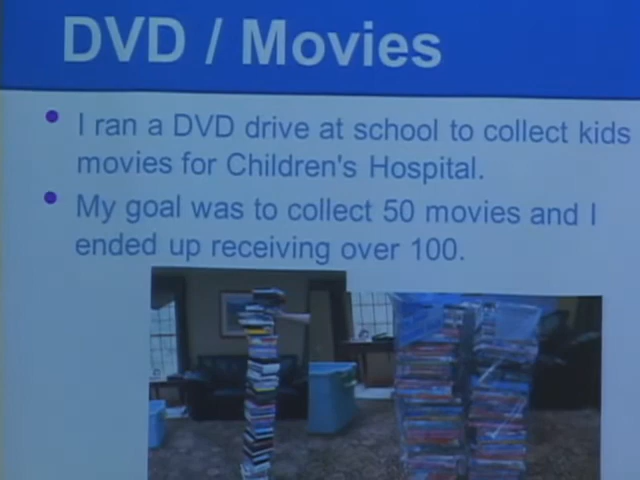 DVD / Movies
I ran a DVD drive at school to collect kids
movies for Children's Hospital.
My goal was to collect 50 movies and I
ended up receiving over 100.